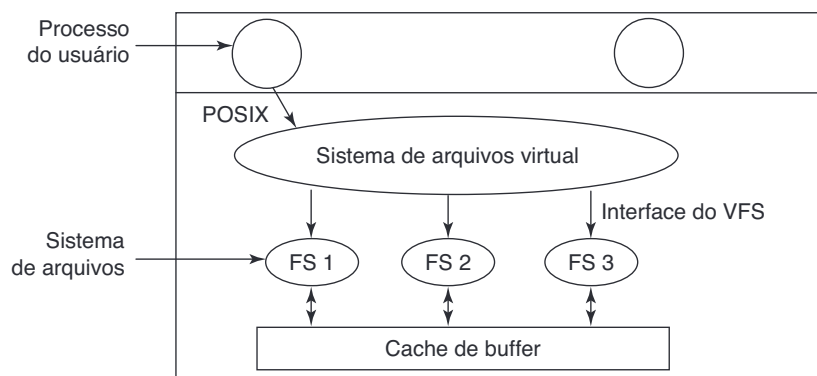 Processo
do usuário
POSIX
Sistema de arquivos virtual
Interface do VFS
Sistema
de arquivos
FS 1
FS 2
FS 3
Cache de buffer